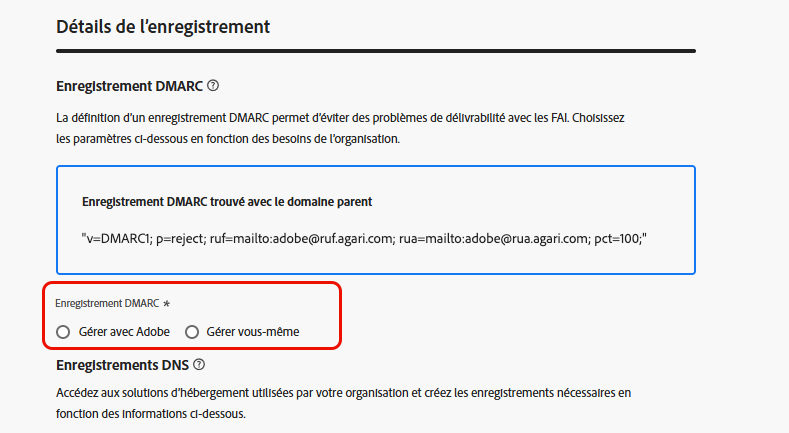 Détails de l’enregistrement
Enregistrement DMARC ?
La définition d’un enregistrement DMARC permet d’éviter des problèmes de délivrabilité avec les FAI. Choisissez
les paramètres ci-dessous en fonction des besoins de l’organisation.
Enregistrement DMARC trouvé avec le domaine parent
"v=DMARC1; p=reject; ruf=mailto:adobe@ruf.agari.com; rua=mailto:adobe@rua.agari.com; pct=100;"
Enregistrement DMARC *
Gérer avec Adobe Gérer vous-même
Enregistrements DNS ?
Accédez aux solutions d’hébergement utilisées par votre organisation et créez les enregistrements nécessaires en
fonction des informations ci-dessous.